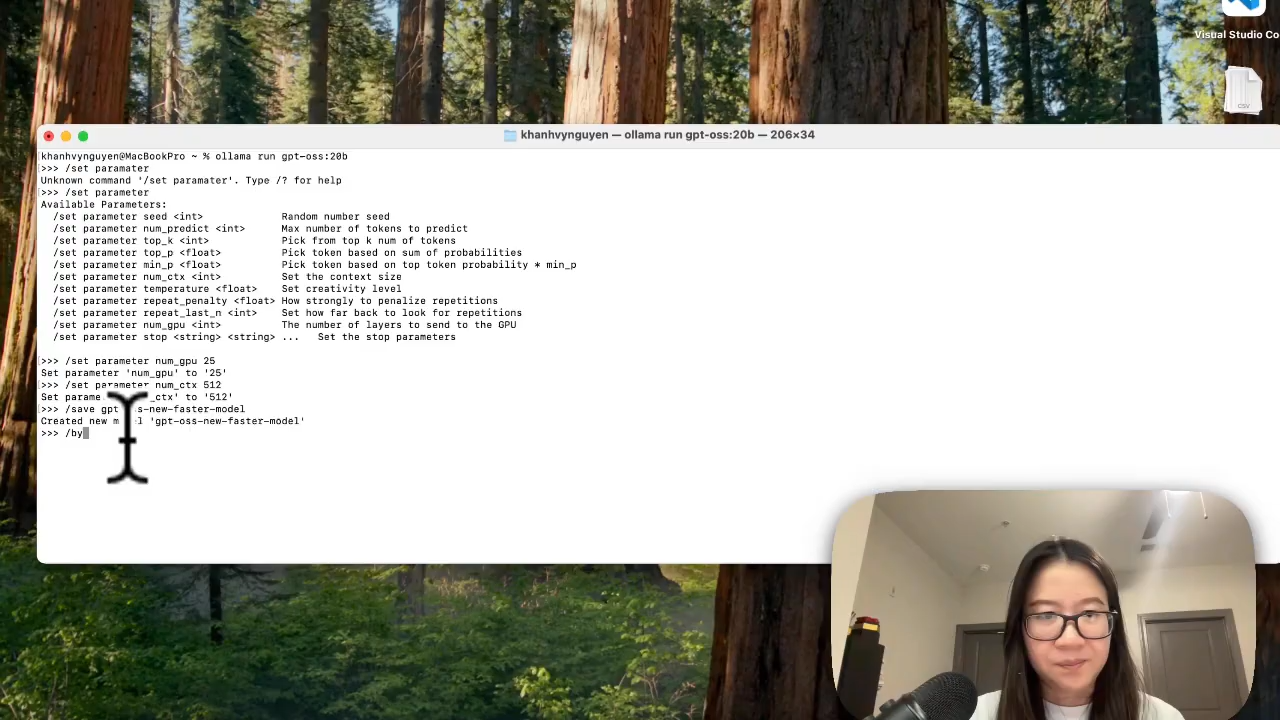 Visual Studio Co
CSV
khanhvynguyen — ollama run gpt-oss:20b — 206×34
khanhvynguyen@MacBookPro ~ % ollama run gpt-oss:20b
>>> /set paramater
Unknown command '/set paramater'. Type /? for help
>>> /set parameter
Available Parameters:
/set parameter seed <int> Random number seed
/set parameter num_predict <int> Max number of tokens to predict
/set parameter top_k <int> Pick from top k num of tokens
/set parameter top_p <float> Pick token based on sum of probabilities
/set parameter min_p <float> Pick token based on top token probability * min_p
/set parameter num_ctx <int> Set the context size
/set parameter temperature <float> Set creativity level
/set parameter repeat_penalty <float> How strongly to penalize repetitions
/set parameter repeat_last_n <int> Set how far back to look for repetitions
/set parameter num_gpu <int> The number of layers to send to the GPU
/set parameter stop <string> <string> ... Set the stop parameters
>>> /set parameter num_gpu 25
Set parameter 'num_gpu' to '25'
>>> /set parameter num_ctx 512
Set parame _ctx' to '512'
>>> /save gpt s-new-faster-model
Created new m l 'gpt-oss-new-faster-model'
>>> /by